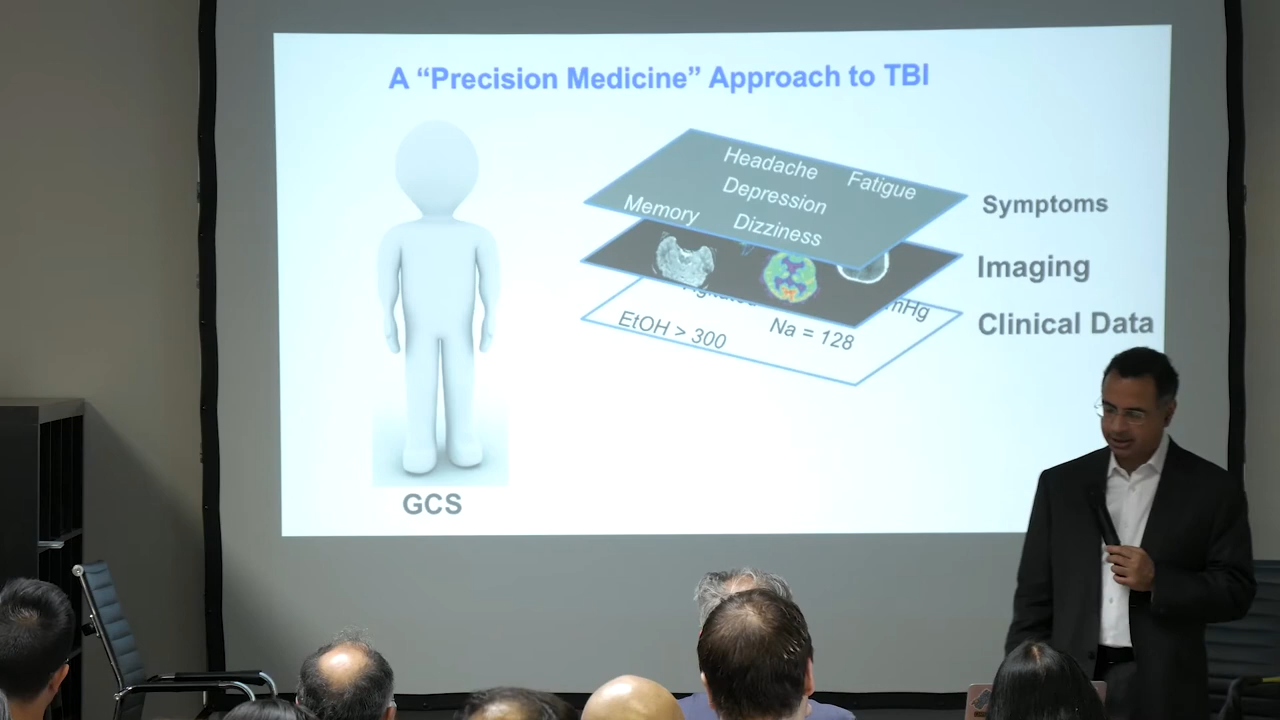 A “Precision Medicine” Approach to TBI
Headache Fatigue
Depression
Memory Dizziness
Symptoms
Imaging
mHg
EtOH > 300 Na = 128
Clinical Data
GCS